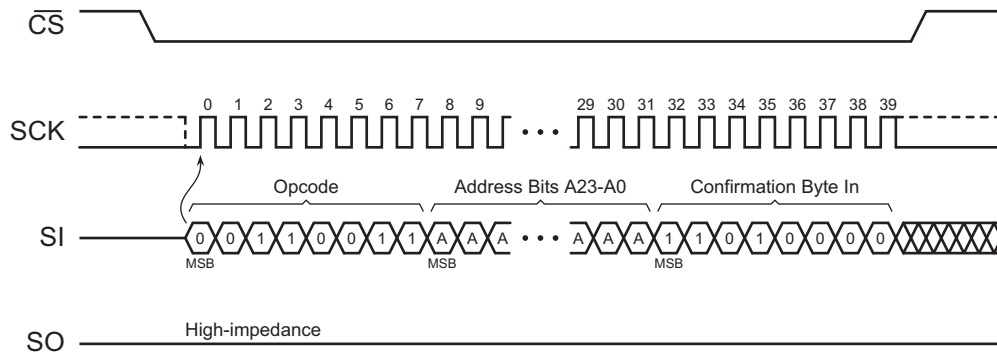 CS
0 1 2 3 4 5 6 7 8 9 29 30 31 32 33 34 35 36 37 38 39
SCK
Opcode Address Bits A23-A0 Confirmation Byte In
SI 0 0 1 1 0 0 1 1 A A A A A A 1 1 0 1 0 0 0 0
MSB MSB MSB
High-impedance
SO